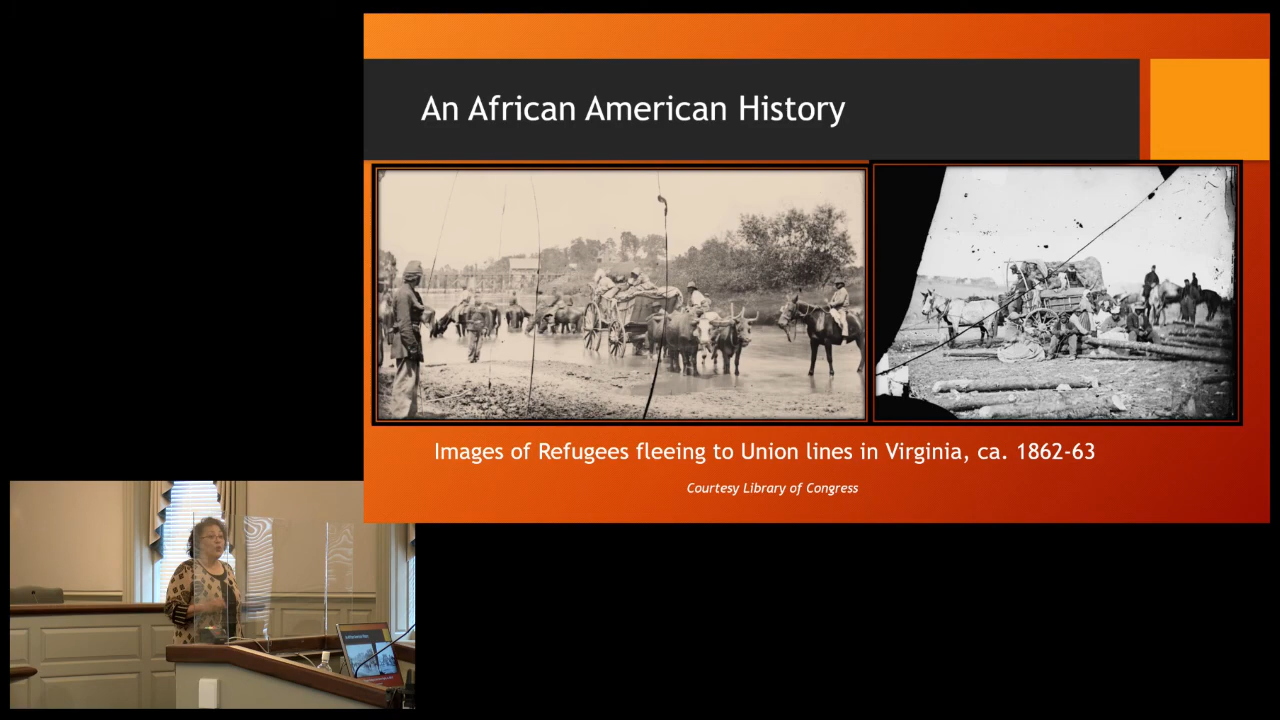 An African American History
Images of Refugees fleeing to Union lines in Virginia, ca. 1862-63
Courtesy Library of Congress